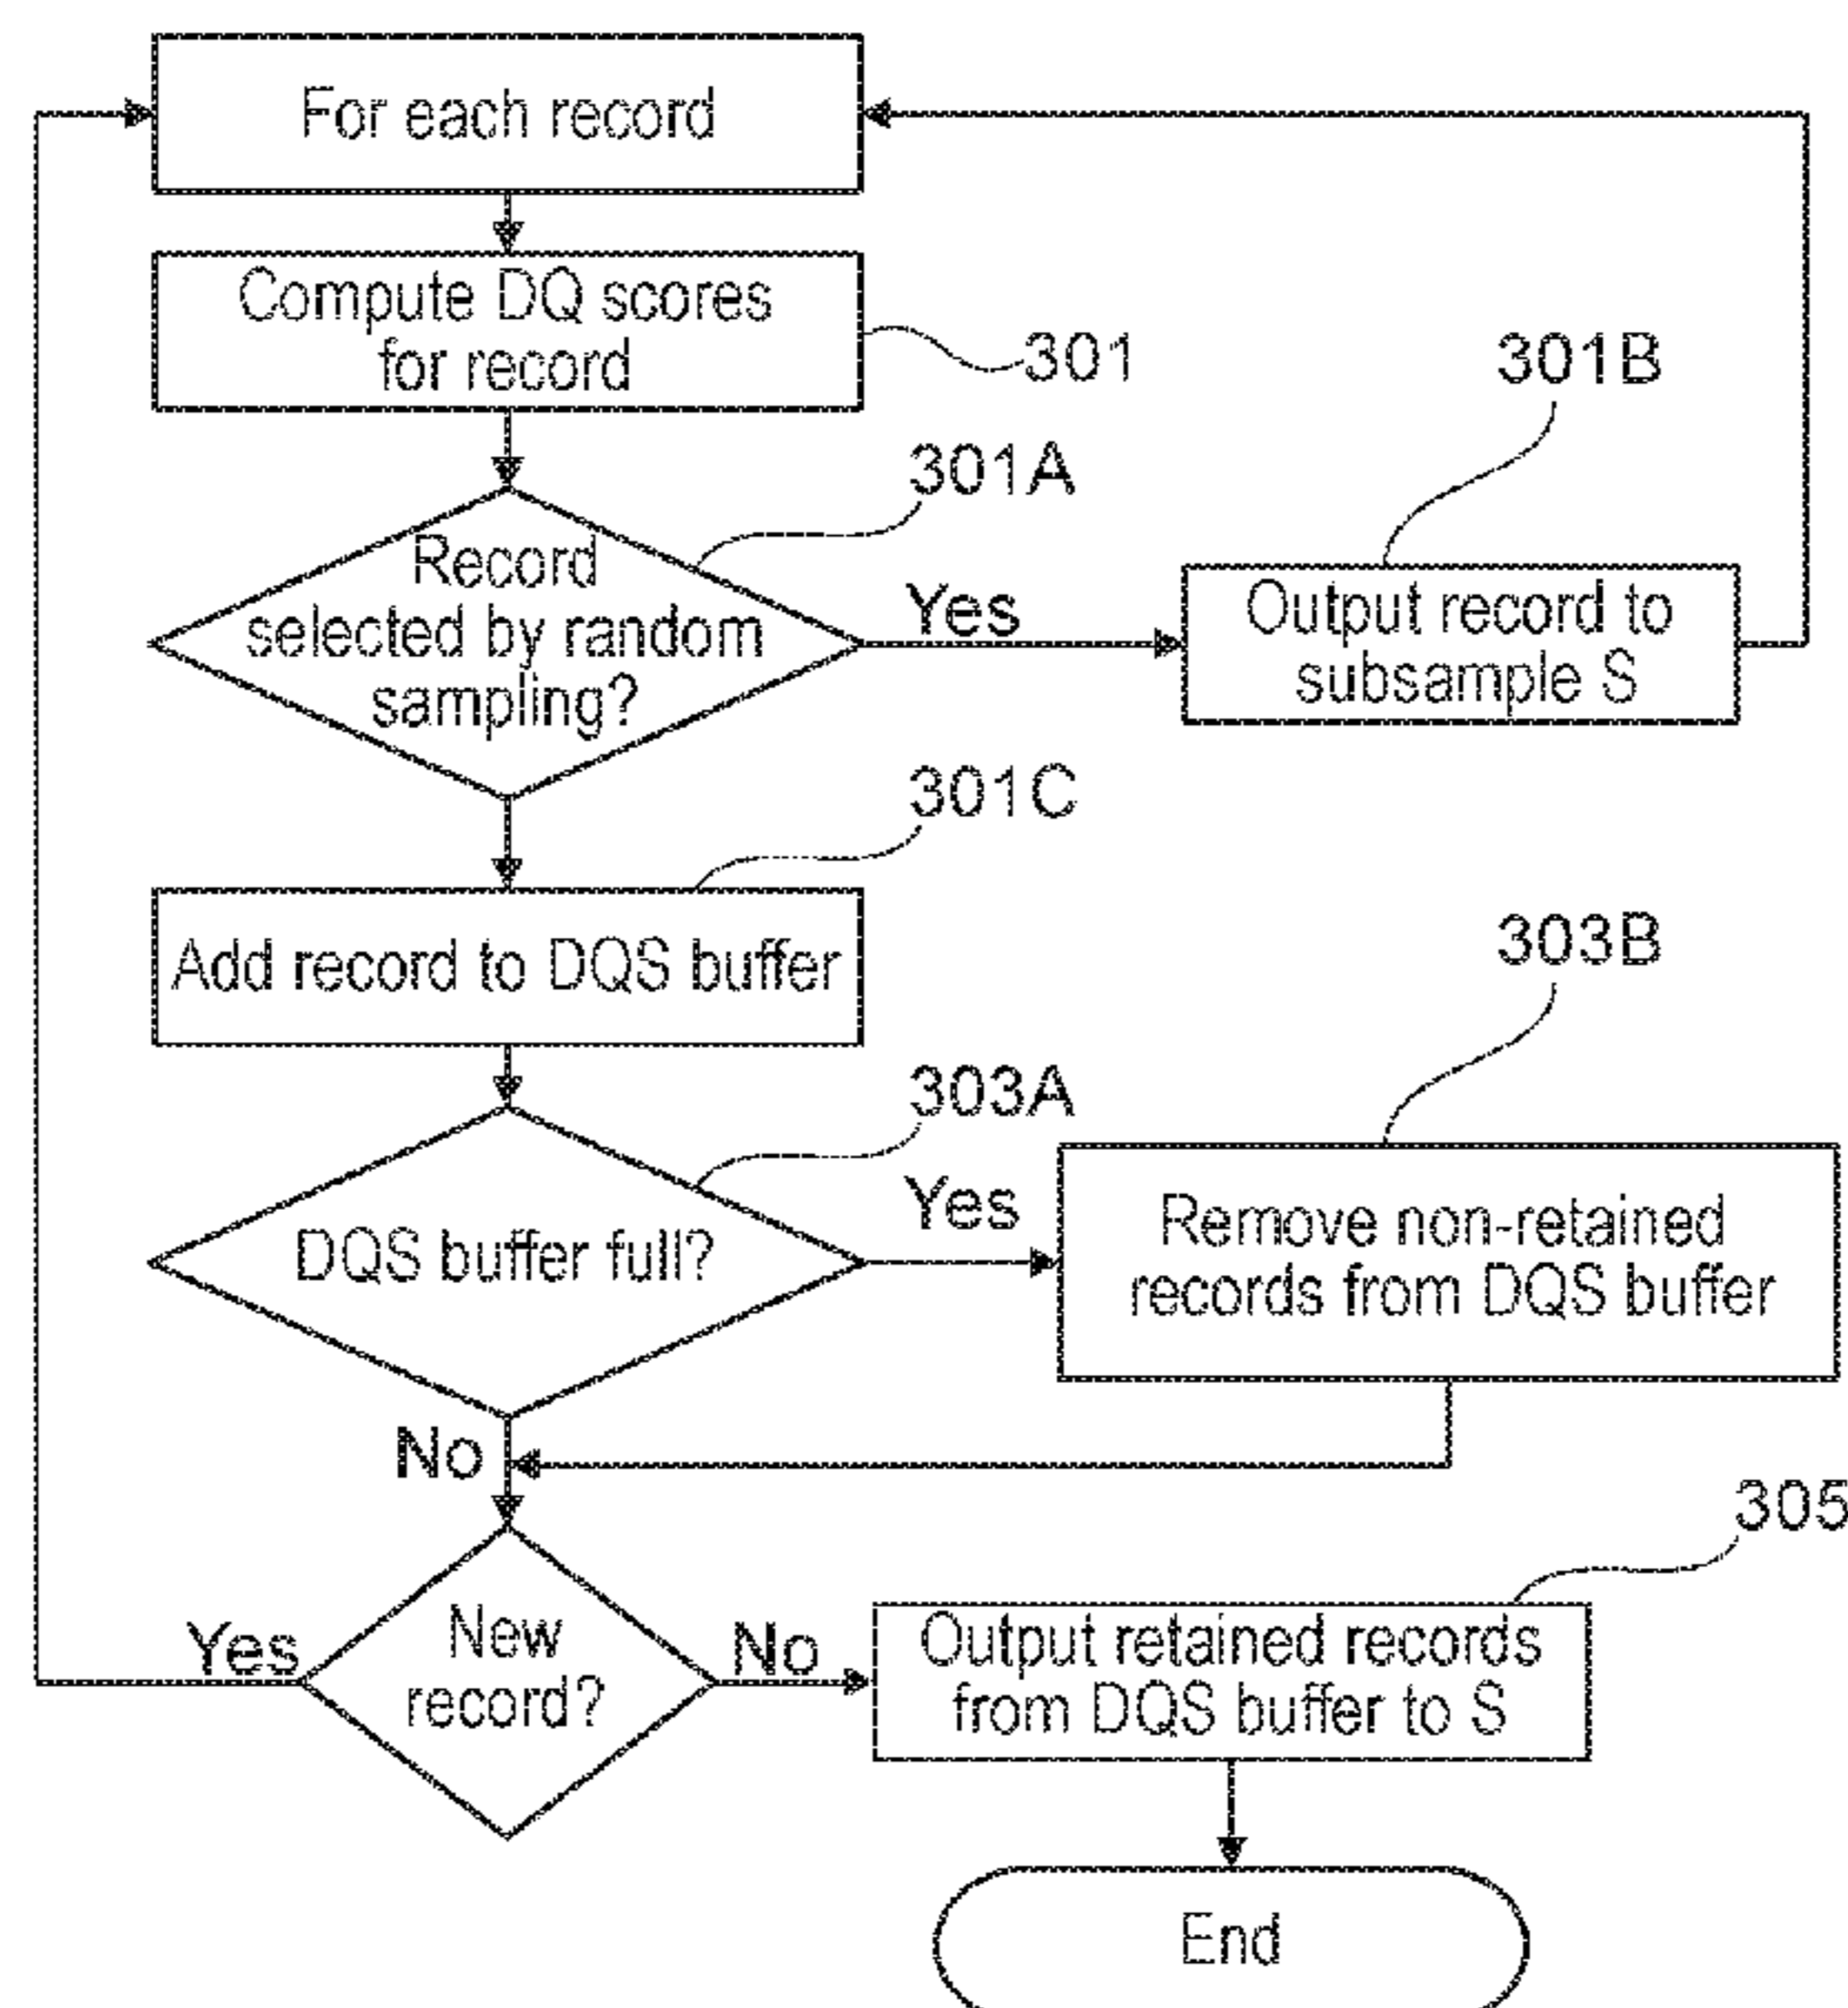 For each record
Compute DQ scores
for record
301
301B
301A
Record
selected by random
sampling?
Yes
Output record to
subsample S
301C
Add record to DQS buffer
303B
303A
DQS buffer full?
Yes
Remove non-retained
records from DQS buffer
No
305
New
record?
Yes
No
Output retained records
from DQS buffer to S
End